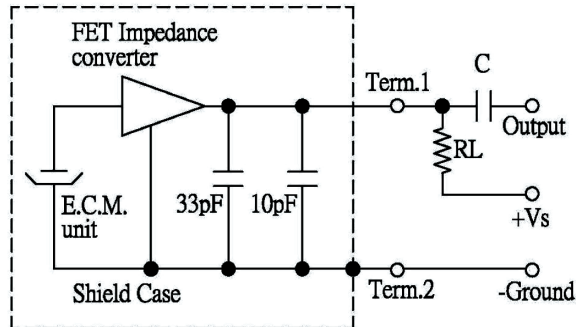 FET Impedance
converter
Term.1
C
Output
RL
33pF
10pF
E.C.M.
unit
+Vs
Shield Case
Term.2
-Ground